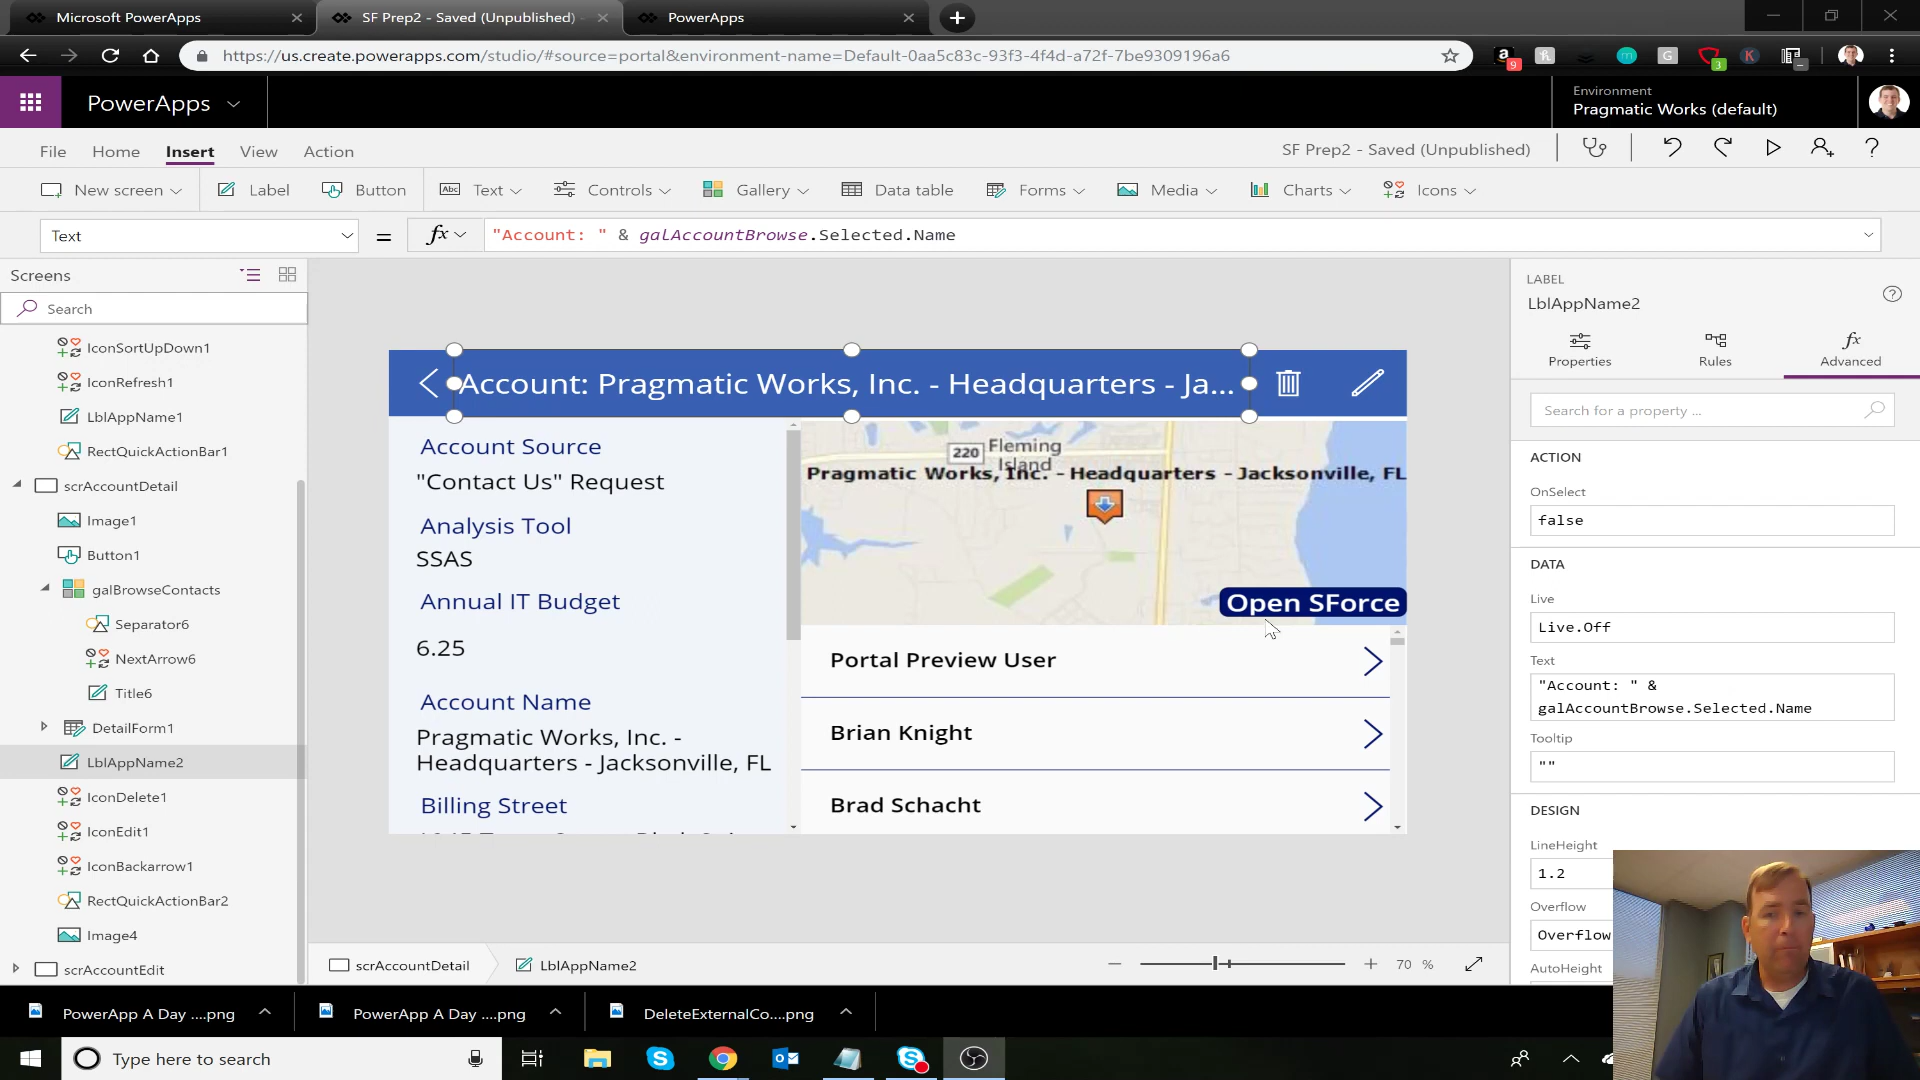 Microsoft PowerApps
SF Prep2 - Saved (Unpublished) -
PowerApps
https://us.create.powerapps.com/studio/#source=portal&environment-name=Default-0aa5c83c-93f3-4f4d-a72f-7be9309196a6
9
3
PowerApps
Environment
Pragmatic Works (default)
File
Home
Insert
View
Action
SF Prep2 - Saved (Unpublished)
New screen
Label
Button
Text
Controls
Gallery
Data table
Forms
Media
Charts
Icons
Text
=
fx
"Account: " & galAccountBrowse.Selected.Name
Screens
Search
IconSortUpDown1
IconRefresh1
LblAppName1
RectQuickActionBar1
scrAccountDetail
Image1
Button1
galBrowseContacts
Separator6
NextArrow6
Title6
DetailForm1
LblAppName2
IconDelete1
IconEdit1
IconBackarrow1
RectQuickActionBar2
Image4
scrAccountEdit
Account: Pragmatic Works, Inc. - Headquarters - Ja...
Account Source
"Contact Us" Request
Analysis Tool
SSAS
Annual IT Budget
6.25
Account Name
Pragmatic Works, Inc. -
Headquarters - Jacksonville, FL
Billing Street
220
Fleming
Island
Pragmatic Works, Inc. - Headquarters - Jacksonville, FL
Open SForce
Portal Preview User
Brian Knight
Brad Schacht
scrAccountDetail
LblAppName2
70 %
LABEL
LblAppName2
Properties
Rules
Advanced
Search for a property ...
ACTION
OnSelect
false
DATA
Live
Live.Off
Text
"Account: " &
galAccountBrowse.Selected.Name
Tooltip
""
DESIGN
LineHeight
1.2
Overflow
Overflow
AutoHeight
PowerApp A Day ....png
PowerApp A Day ....png
DeleteExternalCo....png
Type here to search